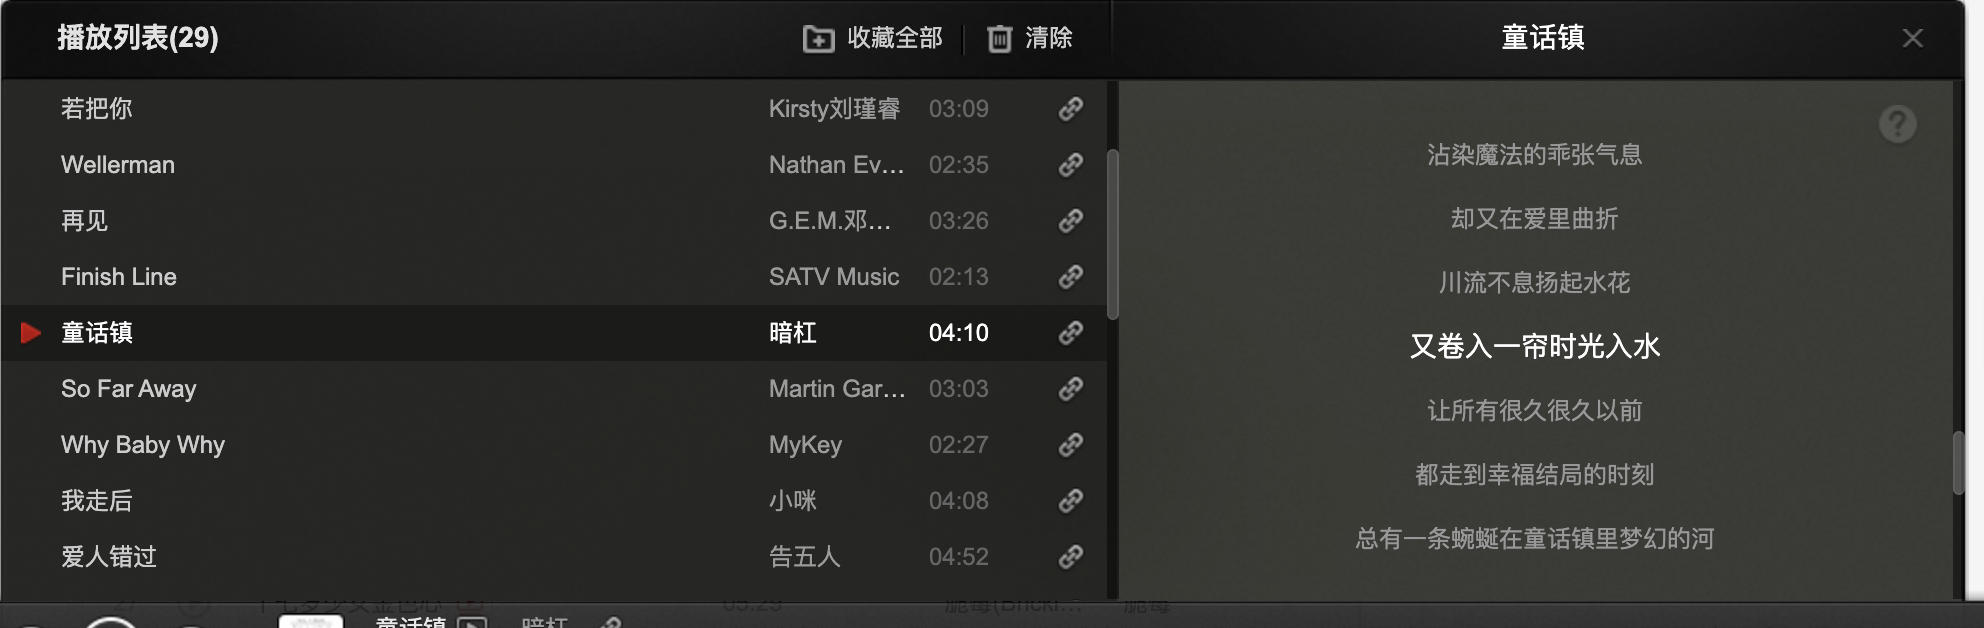 播放列表(29) 收藏全部 清除 童话镇
若把你 Kirsty刘瑾睿 03:09
Wellerman Nathan Ev... 02:35
再见 G.E.M.邓... 03:26
Finish Line SATV Music 02:13
童话镇 暗杠 04:10
So Far Away Martin Gar... 03:03
Why Baby Why MyKey 02:27
我走后 小咪 04:08
爱人错过 告五人 04:52
沾染魔法的乖张气息
却又在爱里曲折
川流不息扬起水花
又卷入一帘时光入水
让所有很久很久以前
都走到幸福结局的时刻
总有一条蜿蜒在童话镇里梦幻的河
童话镇 暗杠